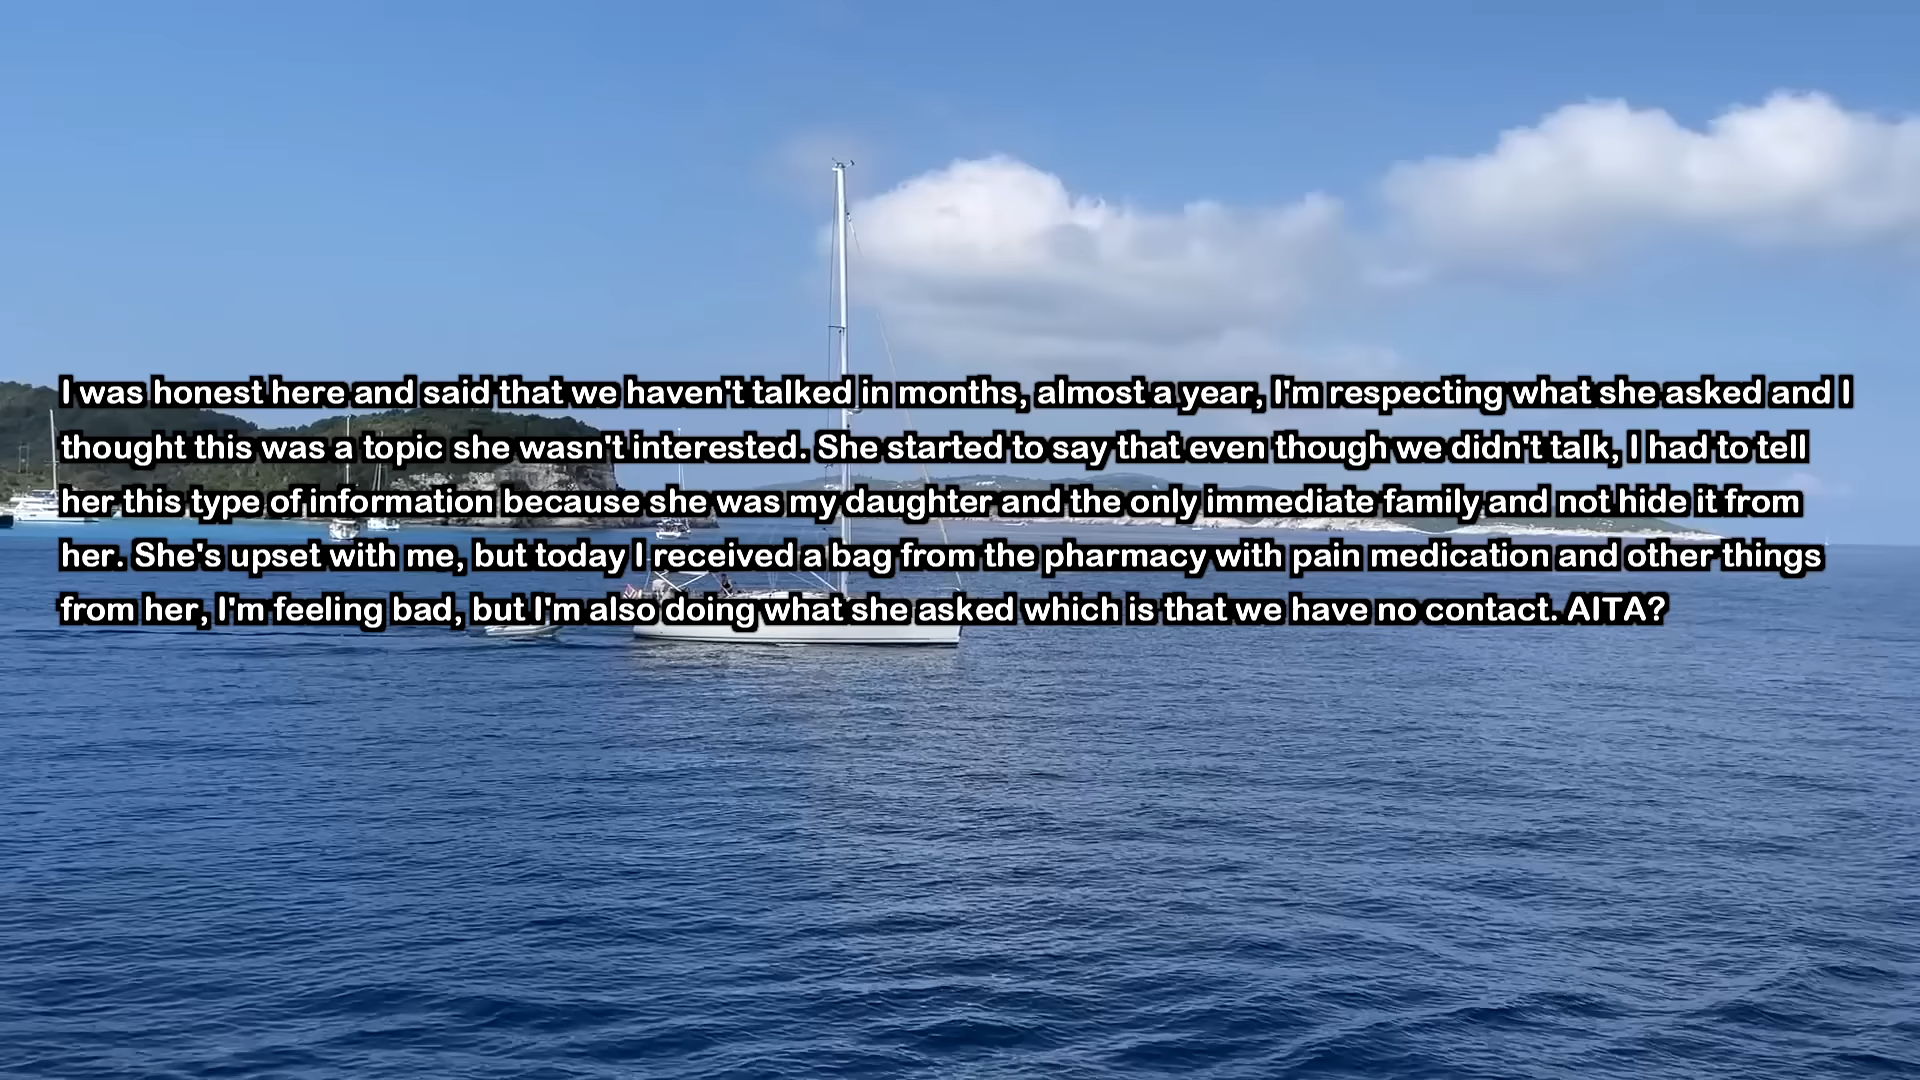 I was honest here and said that we haven't talked in months, almost a year, I'm respecting what she asked and I
thought this was a topic she wasn't interested. She started to say that even though we didn't talk, I had to tell
her this type of information because she was my daughter and the only immediate family and not hide it from
her. She's upset with me, but today I received a bag from the pharmacy with pain medication and other things
from her, I'm feeling bad, but I'm also doing what she asked which is that we have no contact. AITA?